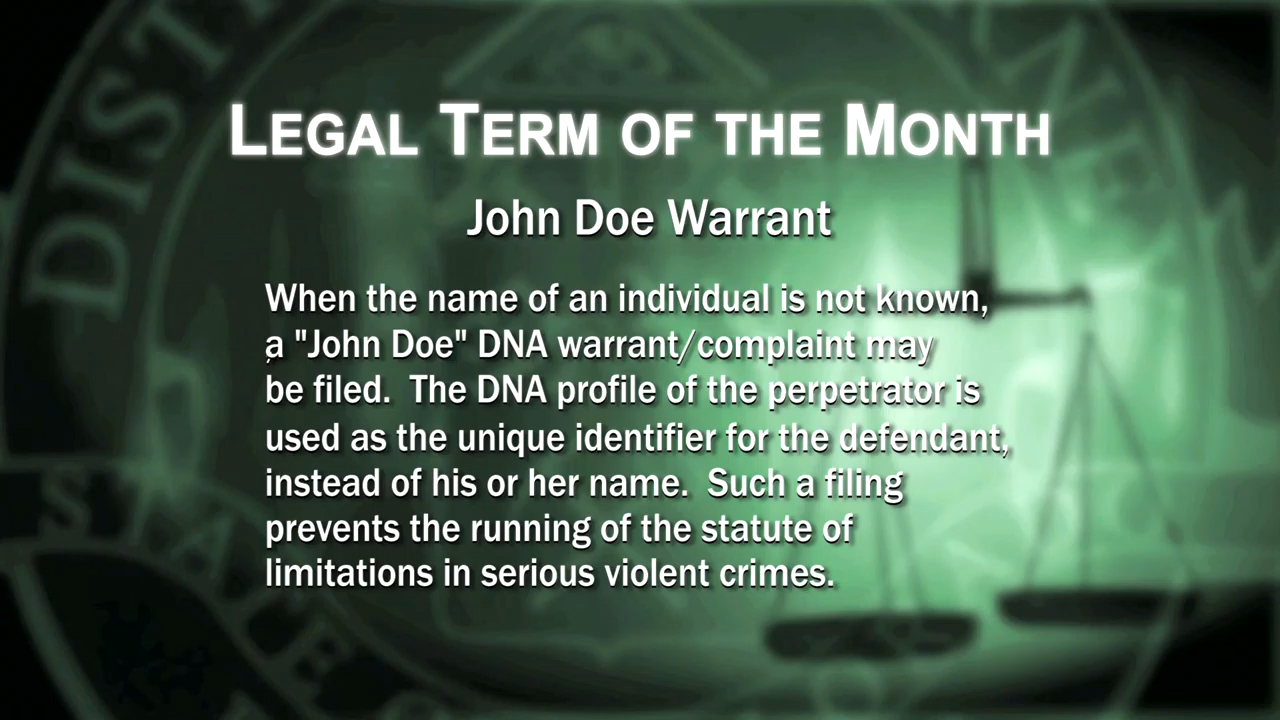 LEGAL TERM OF THE MONTH
John Doe Warrant
When the name of an individual is not known,
a "John Doe" DNA warrant/complaint may
be filed.  The DNA profile of the perpetrator is
used as the unique identifier for the defendant,
instead of his or her name.  Such a filing
prevents the running of the statute of
limitations in serious violent crimes.